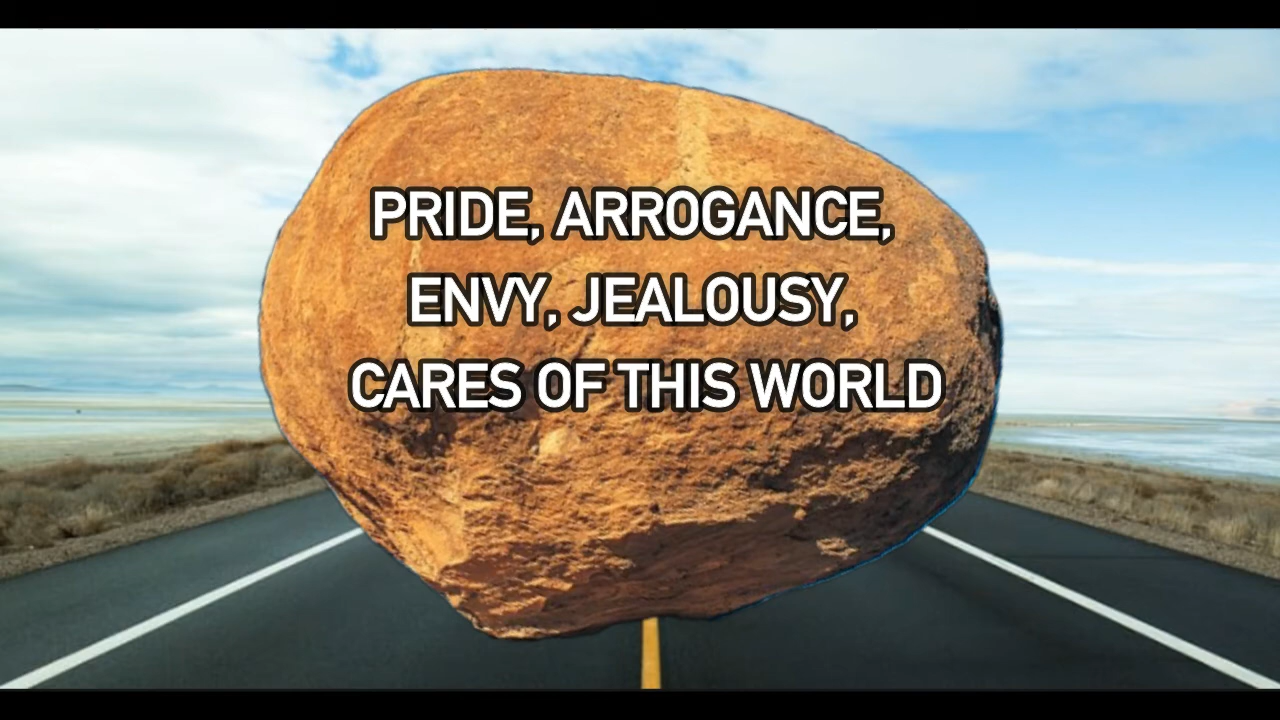 PRIDE, ARROGANCE,
ENVY, JEALOUSY,
CARES OF THIS WORLD